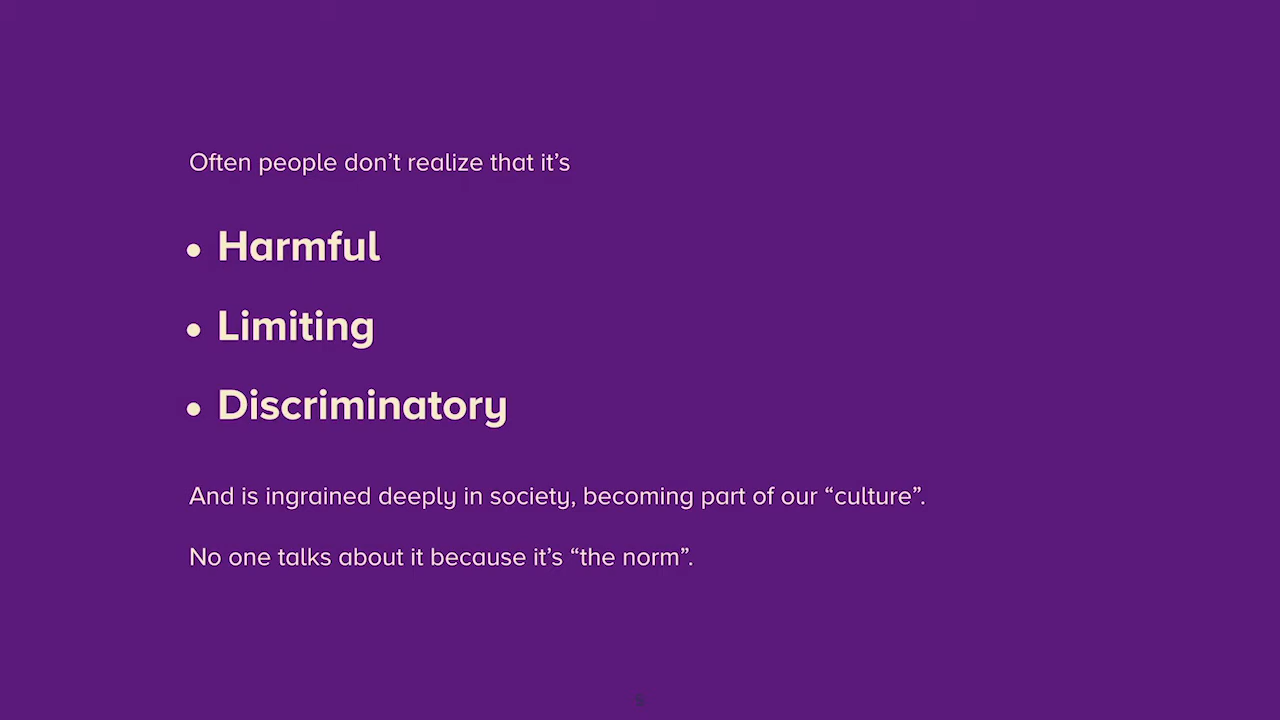 Often people don’t realize that it’s
• Harmful
• Limiting
• Discriminatory
And is ingrained deeply in society, becoming part of our “culture”.
No one talks about it because it’s “the norm”.